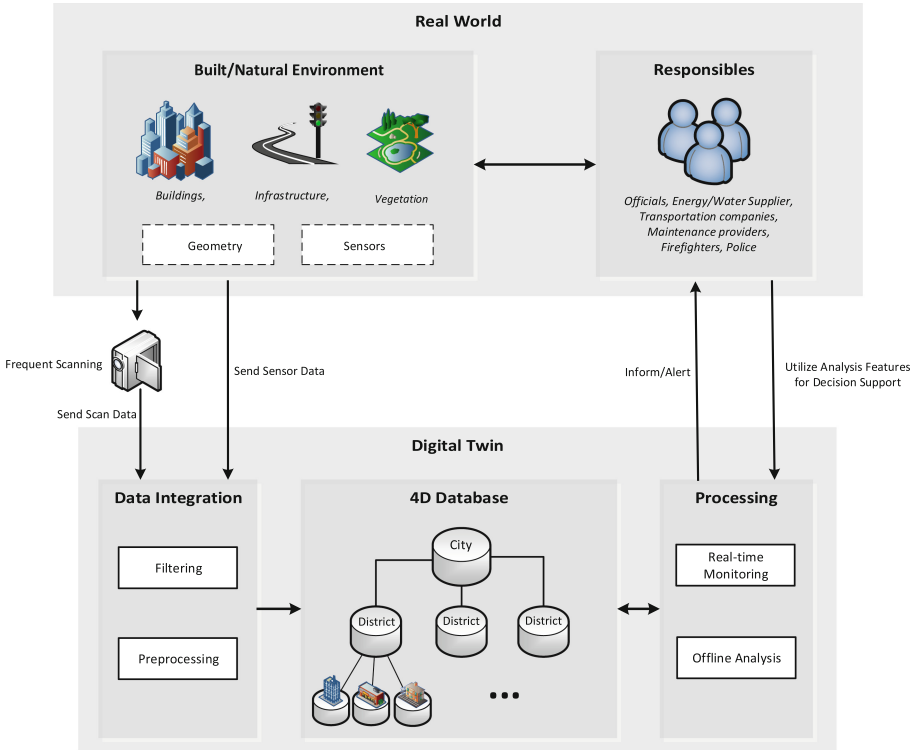 Real World
Built/Natural Environment
Buildings,
Infrastructure,
Vegetation
Geometry
Sensors
Responsibles
Officials, Energy/Water Supplier,
Transportation companies,
Maintenance providers,
Firefighters, Police
Frequent Scanning
Send Scan Data
Send Sensor Data
Inform/Alert
Utilize Analysis Features
for Decision Support
Digital Twin
Data Integration
Filtering
Preprocessing
4D Database
City
District
District
District
Processing
Real-time
Monitoring
Offline Analysis